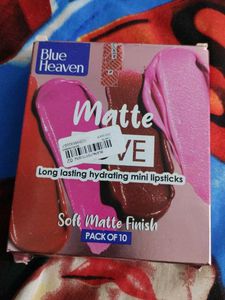 Blue
Heaven
Matte
VE
Long lasting hydrating mini lipsticks
Soft Matte Finish
PACK OF 10